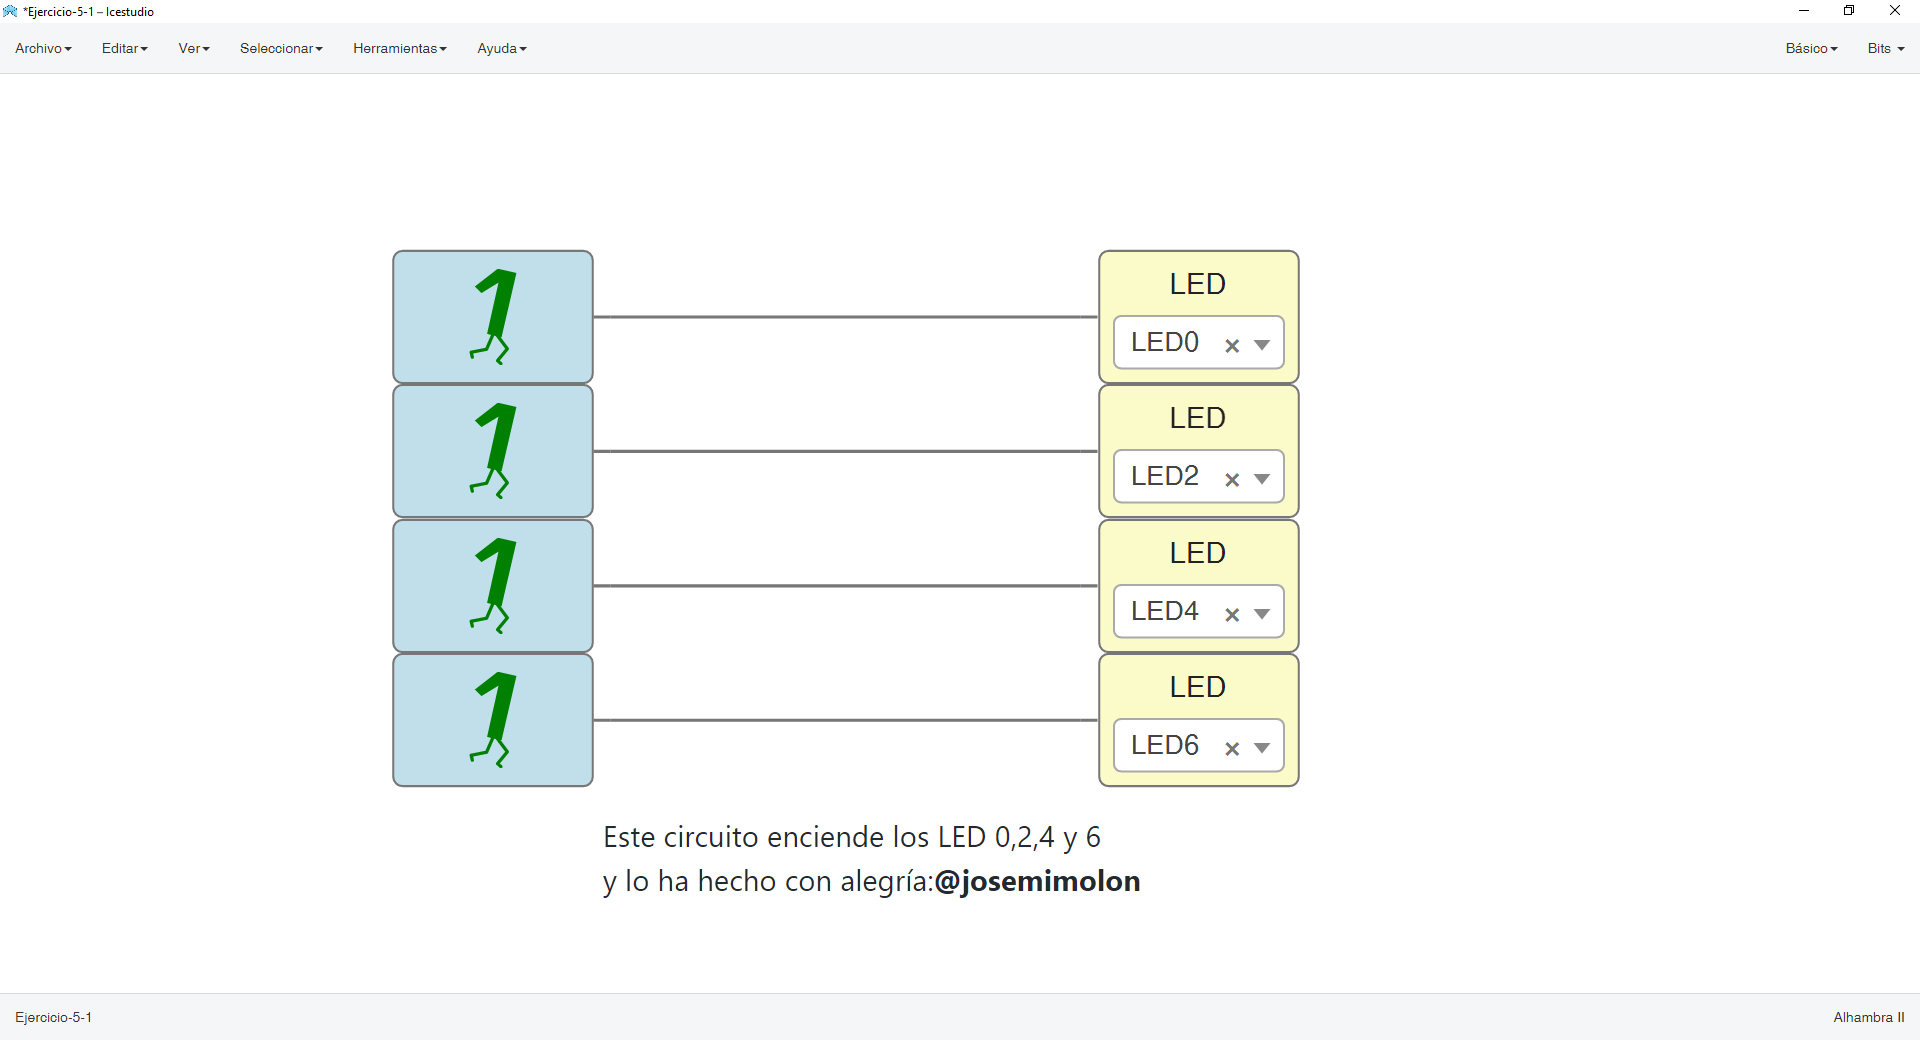 *Ejercicio-5-1 – Icestudio
Archivo Editar Ver Seleccionar Herramientas Ayuda Básico Bits
1 LED
LED0
1 LED
LED2
1 LED
LED4
1 LED
LED6
Este circuito enciende los LED 0,2,4 y 6
y lo ha hecho con alegría:@josemimolon
Ejercicio-5-1 Alhambra II